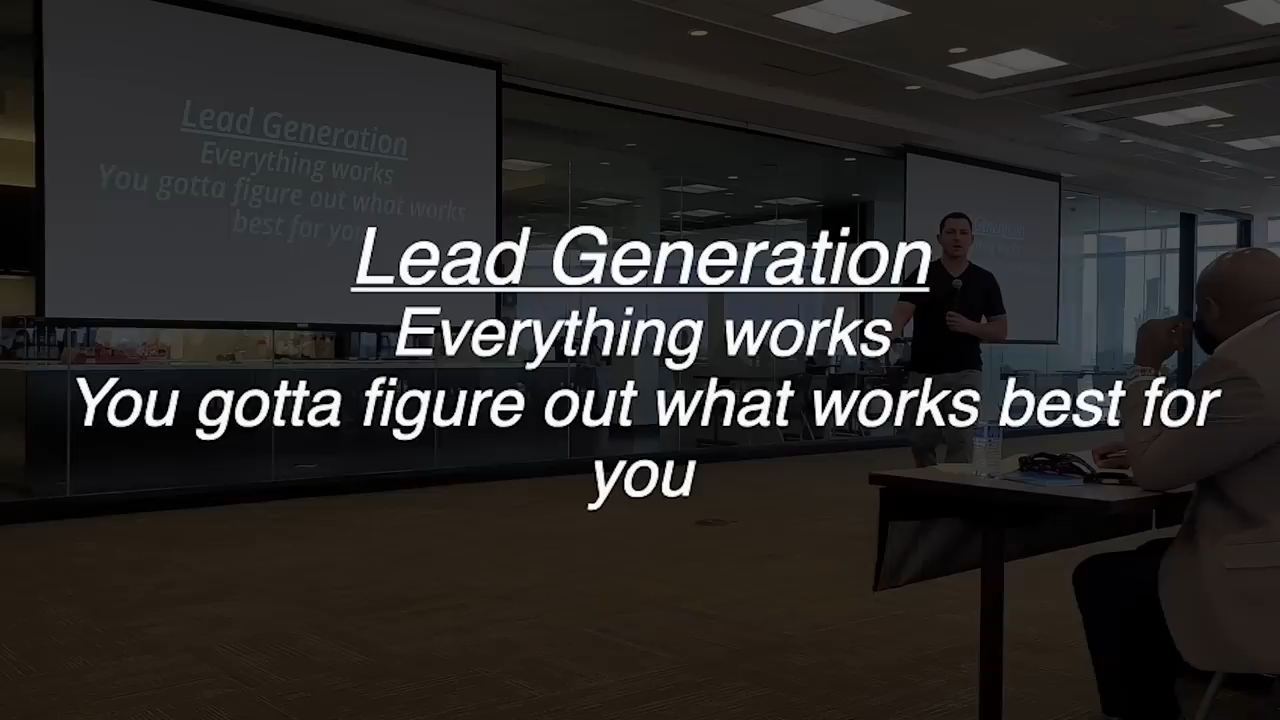 Lead Generation
Everything works
You gotta figure out what works
best for you
Lead Generation
Everything works
You gotta figure out what works best for
you